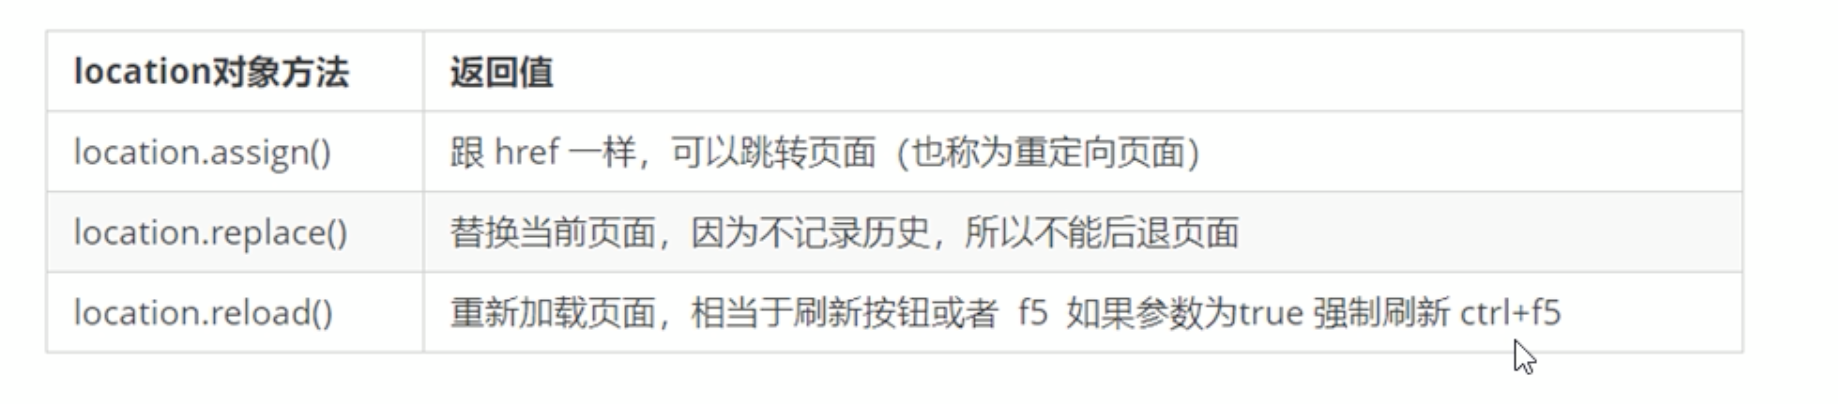 location对象方法 返回值
location.assign() 跟 href 一样，可以跳转页面（也称为重定向页面）
location.replace() 替换当前页面，因为不记录历史，所以不能后退页面
location.reload() 重新加载页面，相当于刷新按钮或者 f5 如果参数为true 强制刷新 ctrl+f5